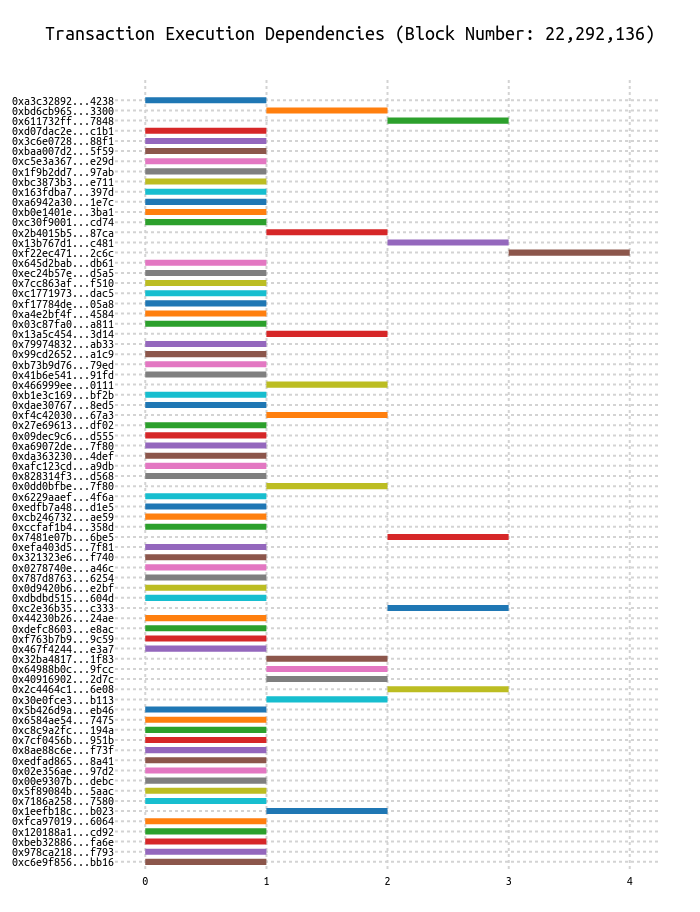 Transaction Execution Dependencies (Block Number: 22,292,136)
0xa3c32892...4238
0xbd6cb965...3300
0x611732ff...7848
0xd07dac2e...c1b1
0x3c6e0728...88f1
0xbaa007d2...5f59
0xc5e3a367...e29d
0x1f9b2dd7...97ab
0xbc3873b3...e711
0x163fdba7...397d
0xa6942a30...1e7c
0xb0e1401e...3ba1
0xc30f9001...cd74
0x2b4015b5...87ca
0x13b767d1...c481
0xf22ec471...2c6c
0x645d2bab...db61
0xec24b57e...d5a5
0x7cc863af...f510
0xc1771973...dac5
0xf17784de...05a8
0xa4e2bf4f...4584
0x03c87fa0...a811
0x13a5c454...3d14
0x79974832...ab33
0x99cd2652...a1c9
0xb73b9d76...79ed
0x41b6e541...91fd
0x466999ee...0111
0xb1e3c169...bf2b
0xdae30767...8ed5
0xf4c42030...67a3
0x27e69613...df02
0x09dec9c6...d555
0xa69072de...7f80
0xda363230...4def
0xafc123cd...a9db
0x828314f3...d568
0x0dd0bfbe...7f80
0x6229aaef...4f6a
0xedfb7a48...d1e5
0xcb246732...ae59
0xccfaf1b4...358d
0x7481e07b...6be5
0xefa403d5...7f81
0x321323e6...f740
0x0278740e...a46c
0x787d8763...6254
0x0d9420b6...e2bf
0xdbdbd515...604d
0xc2e36b35...c333
0x44230b26...24ae
0xdefc8603...e8ac
0xf763b7b9...9c59
0x467f4244...e3a7
0x32ba4817...1f83
0x64988b0c...9fcc
0x40916902...2d7c
0x2c4464c1...6e08
0x30e0fce3...b113
0x5b426d9a...eb46
0x6584ae54...7475
0xc8c9a2fc...194a
0x7cf0456b...951b
0x8ae88c6e...f73f
0xedfad865...8a41
0x02e356ae...97d2
0x00e9307b...debc
0x5f89084b...5aac
0x7186a258...7580
0x1eefb18c...b023
0xfca97019...6064
0x120188a1...cd92
0xbeb32886...fa6e
0x978ca218...f793
0xc6e9f856...bb16
0 1 2 3 4